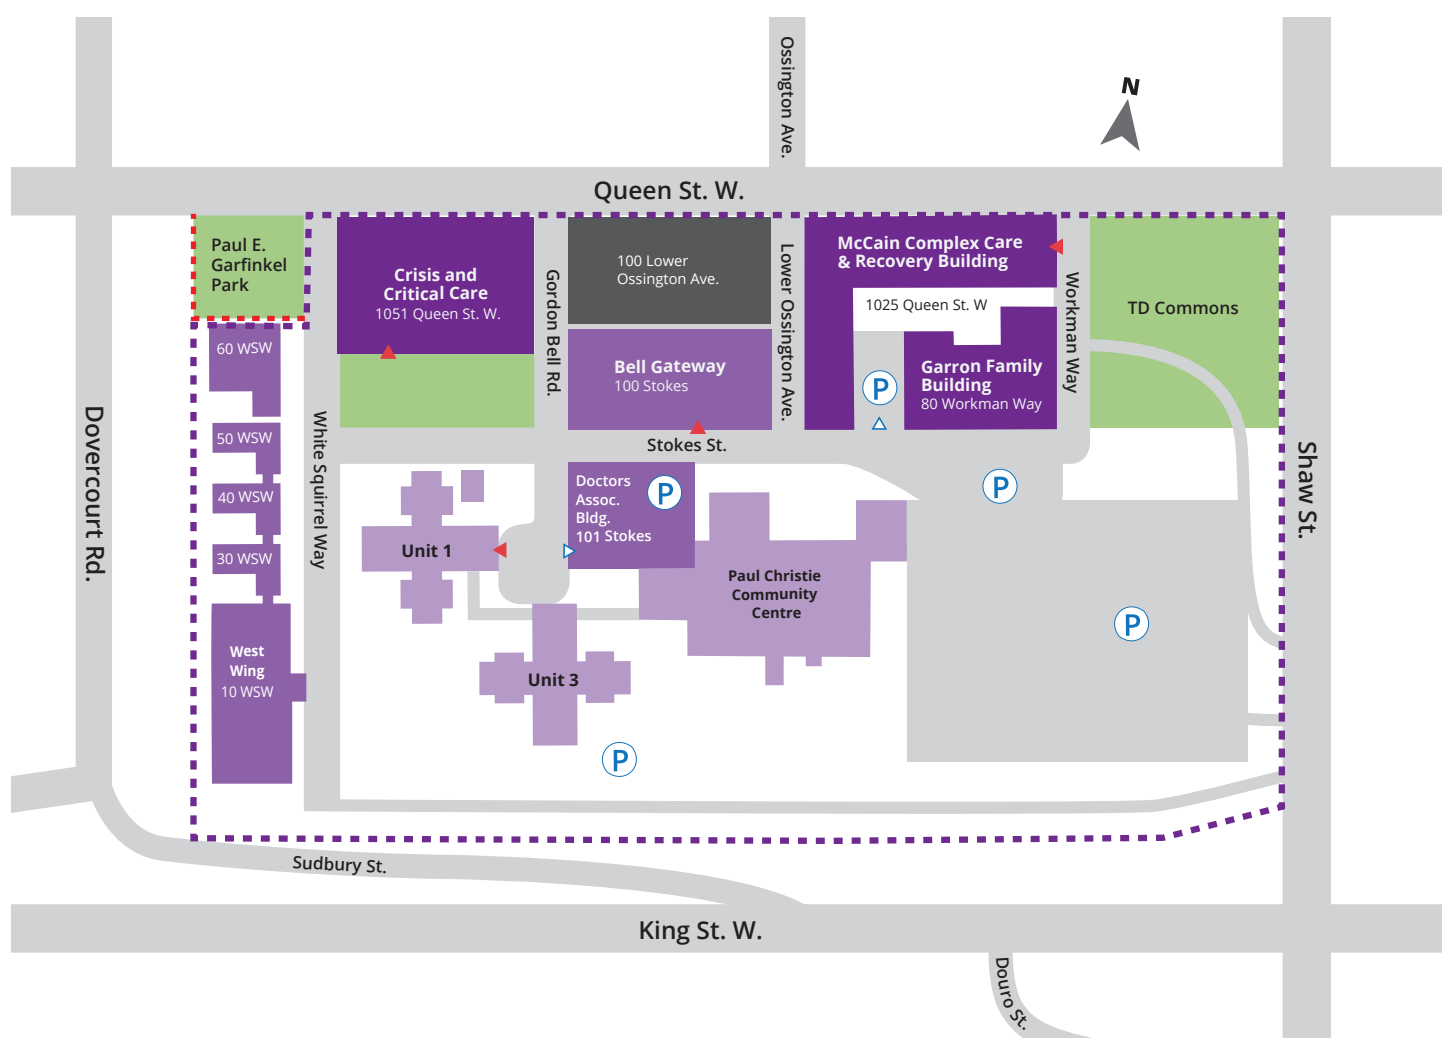 Ossington Ave.
N
Queen St. W.
Paul E.
Garfinkel
Park
Crisis and
Critical Care
1051 Queen St. W.
Gordon Bell Rd.
100 Lower
Ossington Ave.
Bell Gateway
100 Stokes
Lower Ossington Ave.
McCain Complex Care
& Recovery Building
1025 Queen St. W
Garron Family
Building
80 Workman Way
P
Workman Way
TD Commons
60 WSW
50 WSW
40 WSW
30 WSW
West
Wing
10 WSW
Dovercourt Rd.
White Squirrel Way
Stokes St.
Shaw St.
Doctors
Assoc.
Bldg.
101 Stokes
P
P
Unit 1
Paul Christie
Community
Centre
P
Unit 3
P
Sudbury St.
King St. W.
Douro St.